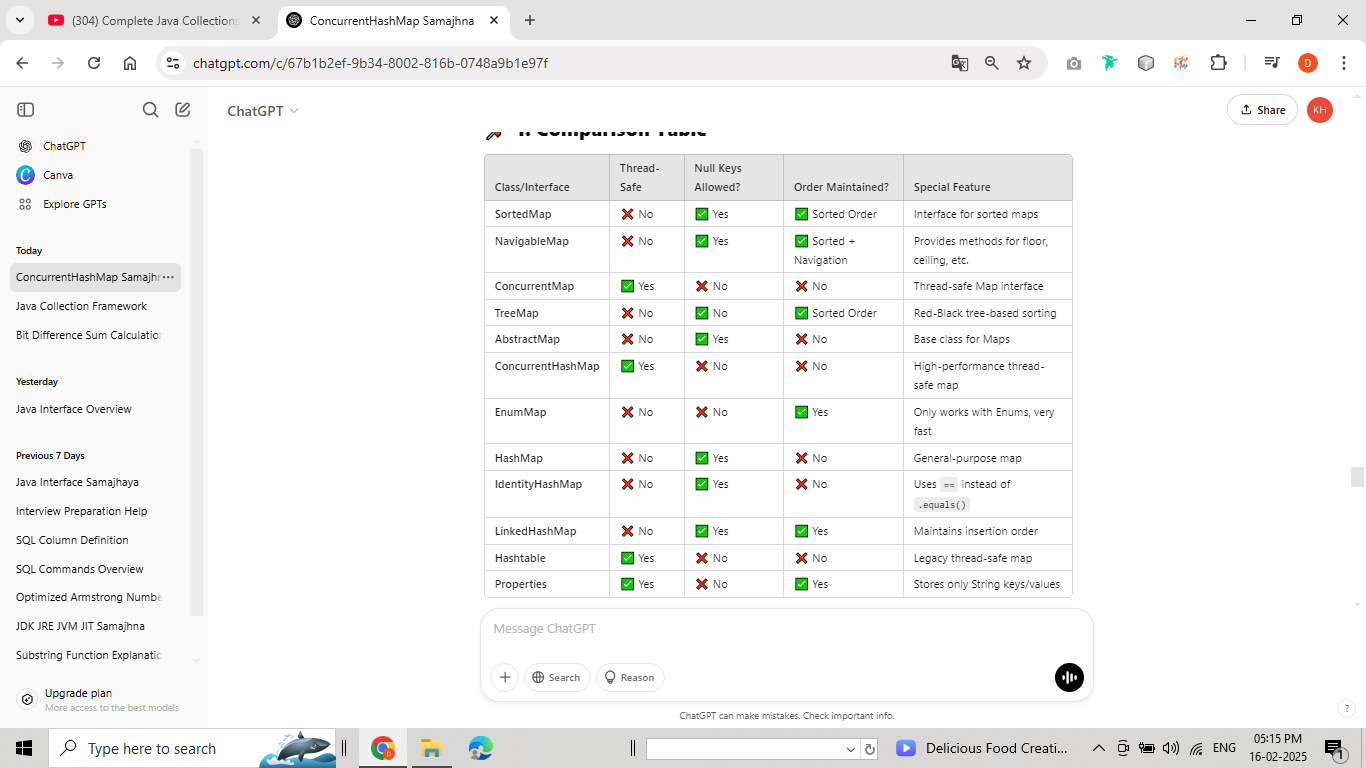 (304) Complete Java Collections
ConcurrentHashMap Samajhna
chatgpt.com/c/67b1b2ef-9b34-8002-816b-0748a9b1e97f
D
ChatGPT
Share
KH
ChatGPT
Canva
Explore GPTs
Today
ConcurrentHashMap Samajhr
Java Collection Framework
Bit Difference Sum Calculation
Yesterday
Java Interface Overview
Previous 7 Days
Java Interface Samajhaya
Interview Preparation Help
SQL Column Definition
SQL Commands Overview
Optimized Armstrong Numbe
JDK JRE JVM JIT Samajhna
Substring Function Explanatio
Upgrade plan
More access to the best models
Comparison Table
Class/Interface Thread-Safe Null Keys Allowed? Order Maintained? Special Feature
SortedMap ❌ No ✅ Yes ✅ Sorted Order Interface for sorted maps
NavigableMap ❌ No ✅ Yes ✅ Sorted + Navigation Provides methods for floor, ceiling, etc.
ConcurrentMap ✅ Yes ❌ No ❌ No Thread-safe Map interface
TreeMap ❌ No ✅ No ✅ Sorted Order Red-Black tree-based sorting
AbstractMap ❌ No ✅ Yes ❌ No Base class for Maps
ConcurrentHashMap ✅ Yes ❌ No ❌ No High-performance thread-safe map
EnumMap ❌ No ❌ No ✅ Yes Only works with Enums, very fast
HashMap ❌ No ✅ Yes ❌ No General-purpose map
IdentityHashMap ❌ No ✅ Yes ❌ No Uses == instead of .equals()
LinkedHashMap ❌ No ✅ Yes ✅ Yes Maintains insertion order
Hashtable ✅ Yes ❌ No ❌ No Legacy thread-safe map
Properties ✅ Yes ❌ No ✅ Yes Stores only String keys/values
Message ChatGPT
Search
Reason
ChatGPT can make mistakes. Check important info.
?
Type here to search
Delicious Food Creati...
ENG
05:15 PM
16-02-2025
1